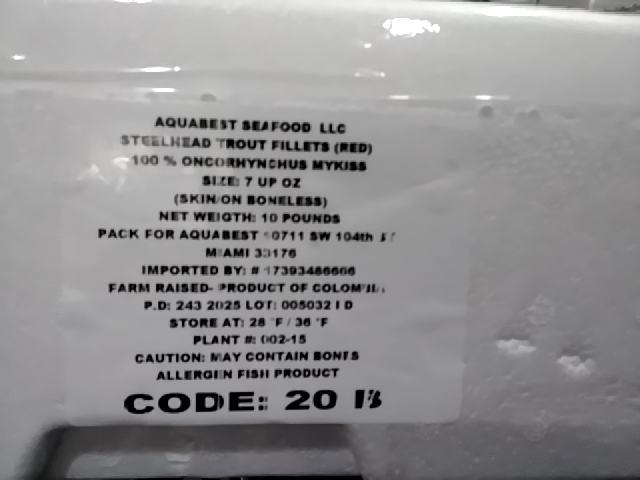 AQUABEST SEAFOOD LLC
STEELHEAD TROUT FILLETS (RED)
100 % ONCORHYNCHUS MYKISS
SIZE: 7 UP OZ
(SKIN/ON BONELESS)
NET WEIGTH: 10 POUNDS
PACK FOR AQUABEST 10711 SW 104th
MIAMI 33176
IMPORTED BY: # 17393486606
FARM RAISED- PRODUCT OF COLOMBIA
P.D: 243 2025 LOT: 005032 I D
STORE AT: 28 °F / 36 °F
PLANT #: 002-15
CAUTION: MAY CONTAIN BONES
ALLERGEN FISH PRODUCT
CODE: 20